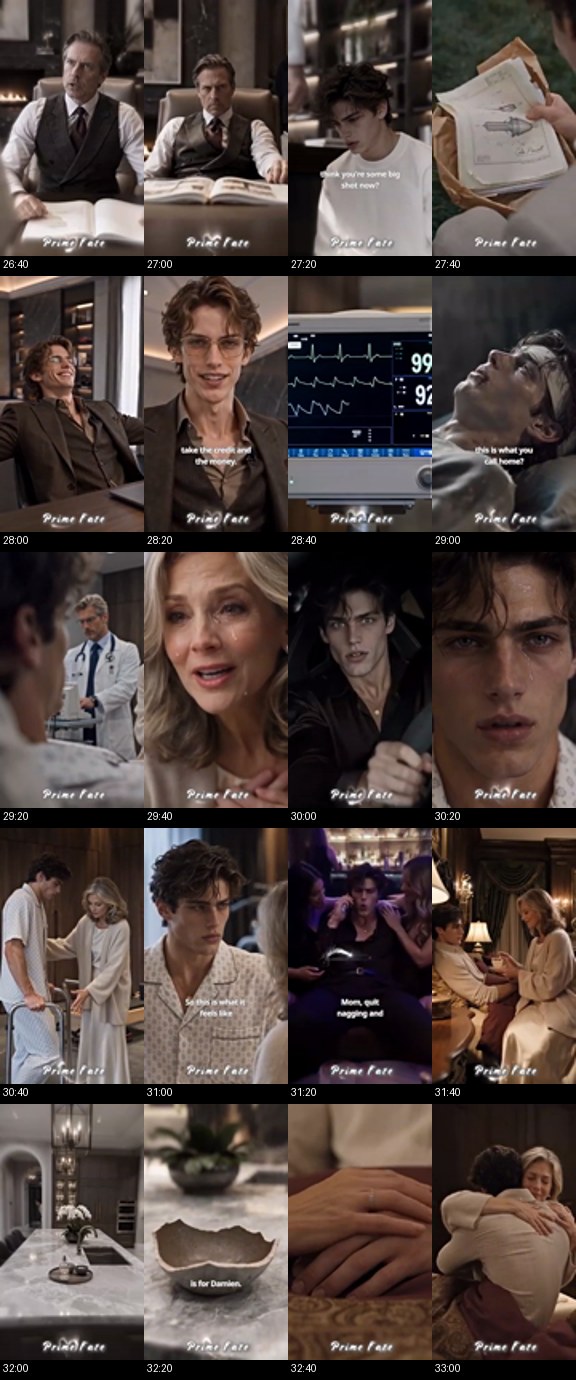 Prime Fate
Prime Fate
think you're some big
shot now?
Prime Fate
Prime Fate
26:40
27:00
27:20
27:40
Prime Fate
take the credit and
the money.
Prime Fate
99
92
Prime Fate
this is what you
call home?
Prime Fate
28:00
28:20
28:40
29:00
Prime Fate
Prime Fate
Prime Fate
Prime Fate
29:20
29:40
30:00
30:20
Prime Fate
So this is what it
feels like
Prime Fate
Mom, quit
nagging and
Prime Fate
Prime Fate
30:40
31:00
31:20
31:40
Prime Fate
is for Damien.
Prime Fate
Prime Fate
Prime Fate
32:00
32:20
32:40
33:00